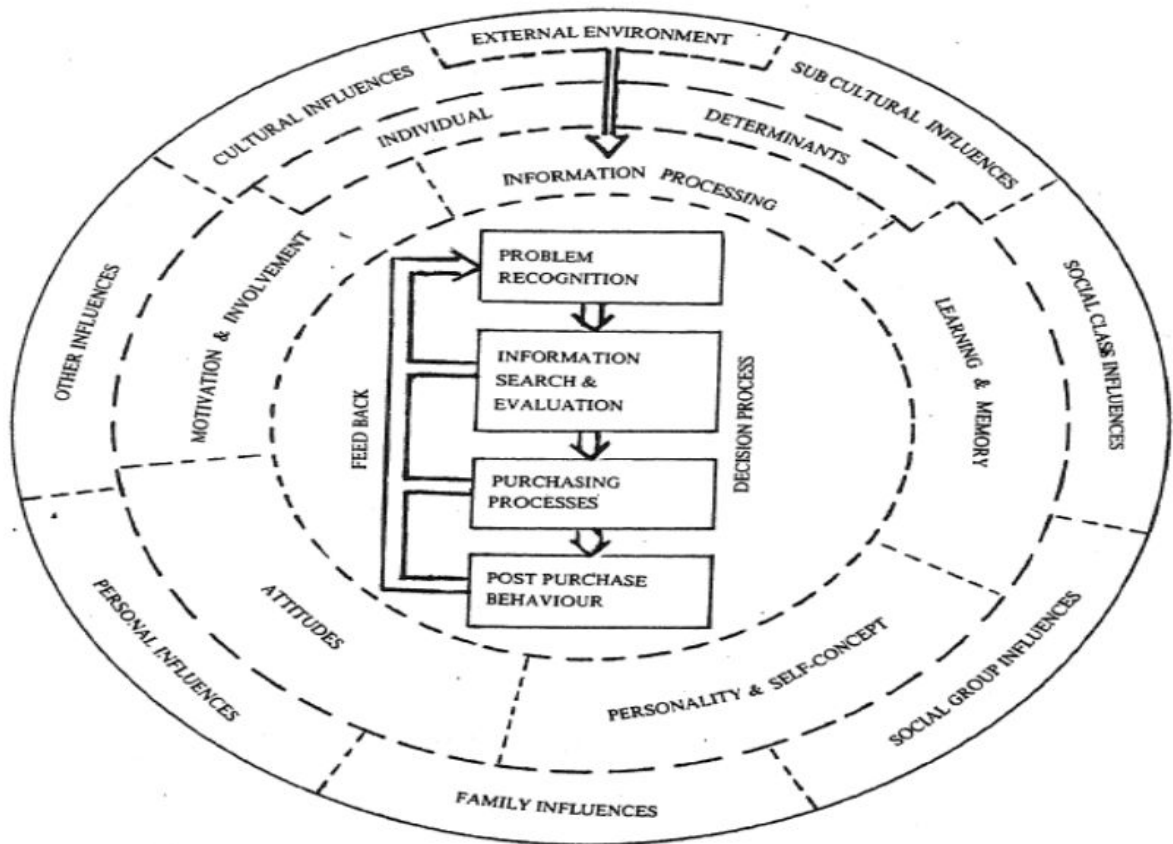 EXTERNAL ENVIRONMENT
CULTURAL INFLUENCES
SUB CULTURAL INFLUENCES
INDIVIDUAL
DETERMINANTS
INFORMATION PROCESSING
OTHER INFLUENCES
MOTIVATION & INVOLVEMENT
PROBLEM
RECOGNITION
LEARNING & MEMORY
SOCIAL CLASS INFLUENCES
INFORMATION
SEARCH &
EVALUATION
FEED BACK
DECISION PROCESS
PURCHASING
PROCESSES
POST PURCHASE
BEHAVIOUR
PERSONAL INFLUENCES
ATTITUDES
PERSONALITY & SELF-CONCEPT
SOCIAL GROUP INFLUENCES
FAMILY INFLUENCES